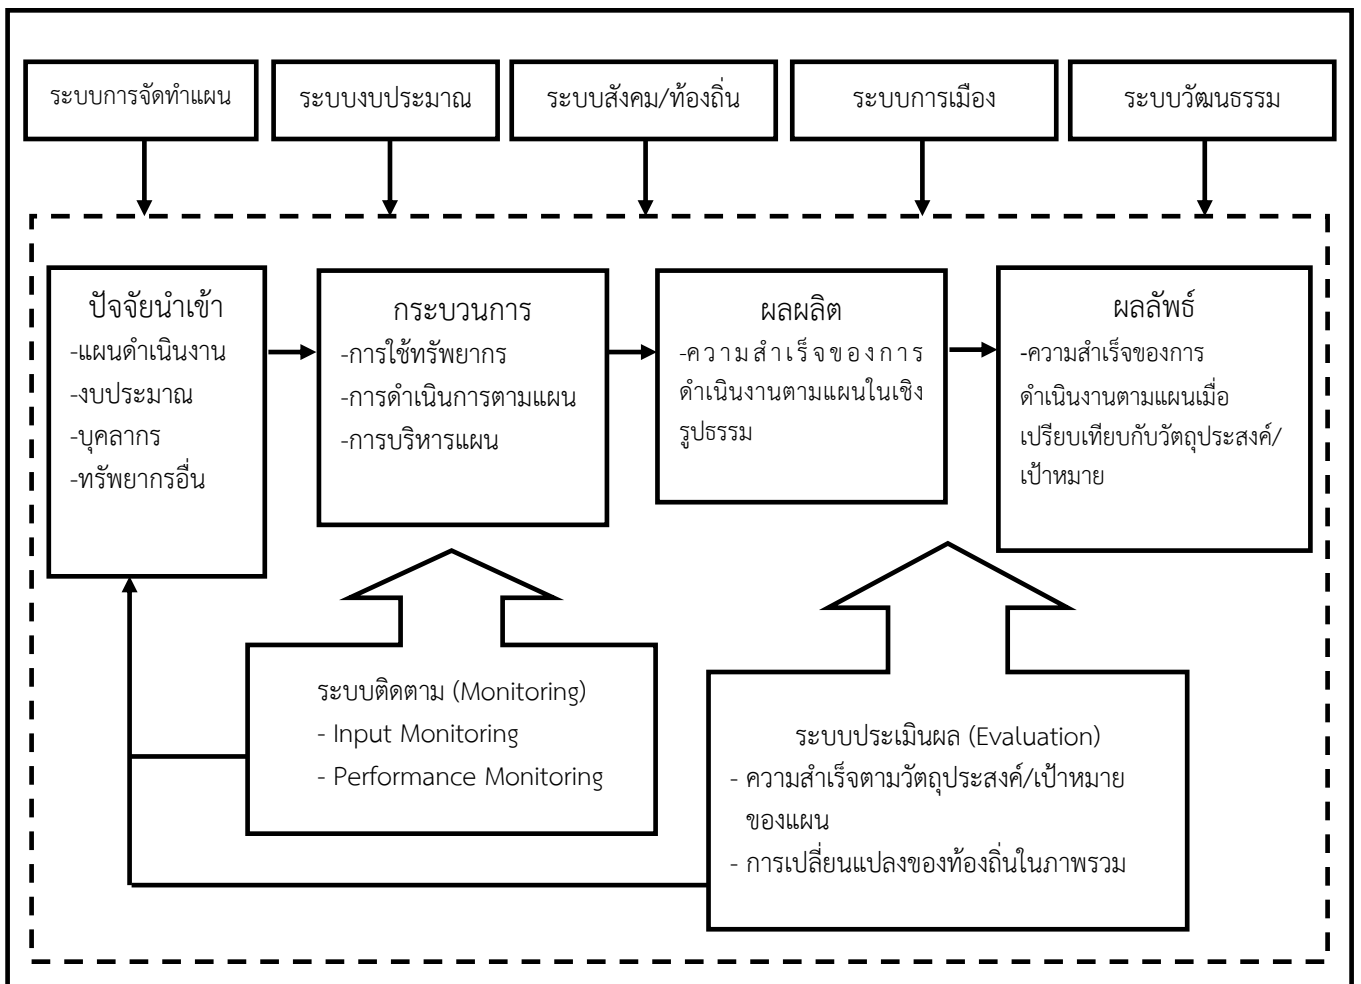 ระบบการจัดทำแผน
ระบบงบประมาณ
ระบบสังคม/ท้องถิ่น
ระบบการเมือง
ระบบวัฒนธรรม
ปัจจัยนำเข้า
-แผนดำเนินงาน
-งบประมาณ
-บุคลากร
-ทรัพยากรอื่น
กระบวนการ
-การใช้ทรัพยากร
-การดำเนินการตามแผน
-การบริหารแผน
ผลผลิต
-ความสำเร็จของการ
ดำเนินงานตามแผนในเชิง
รูปธรรม
ผลลัพธ์
-ความสำเร็จของการ
ดำเนินงานตามแผนเมื่อ
เปรียบเทียบกับวัตถุประสงค์/
เป้าหมาย
ระบบติดตาม (Monitoring)
- Input Monitoring
- Performance Monitoring
ระบบประเมินผล (Evaluation)
- ความสำเร็จตามวัตถุประสงค์/เป้าหมาย
ของแผน
- การเปลี่ยนแปลงของท้องถิ่นในภาพรวม